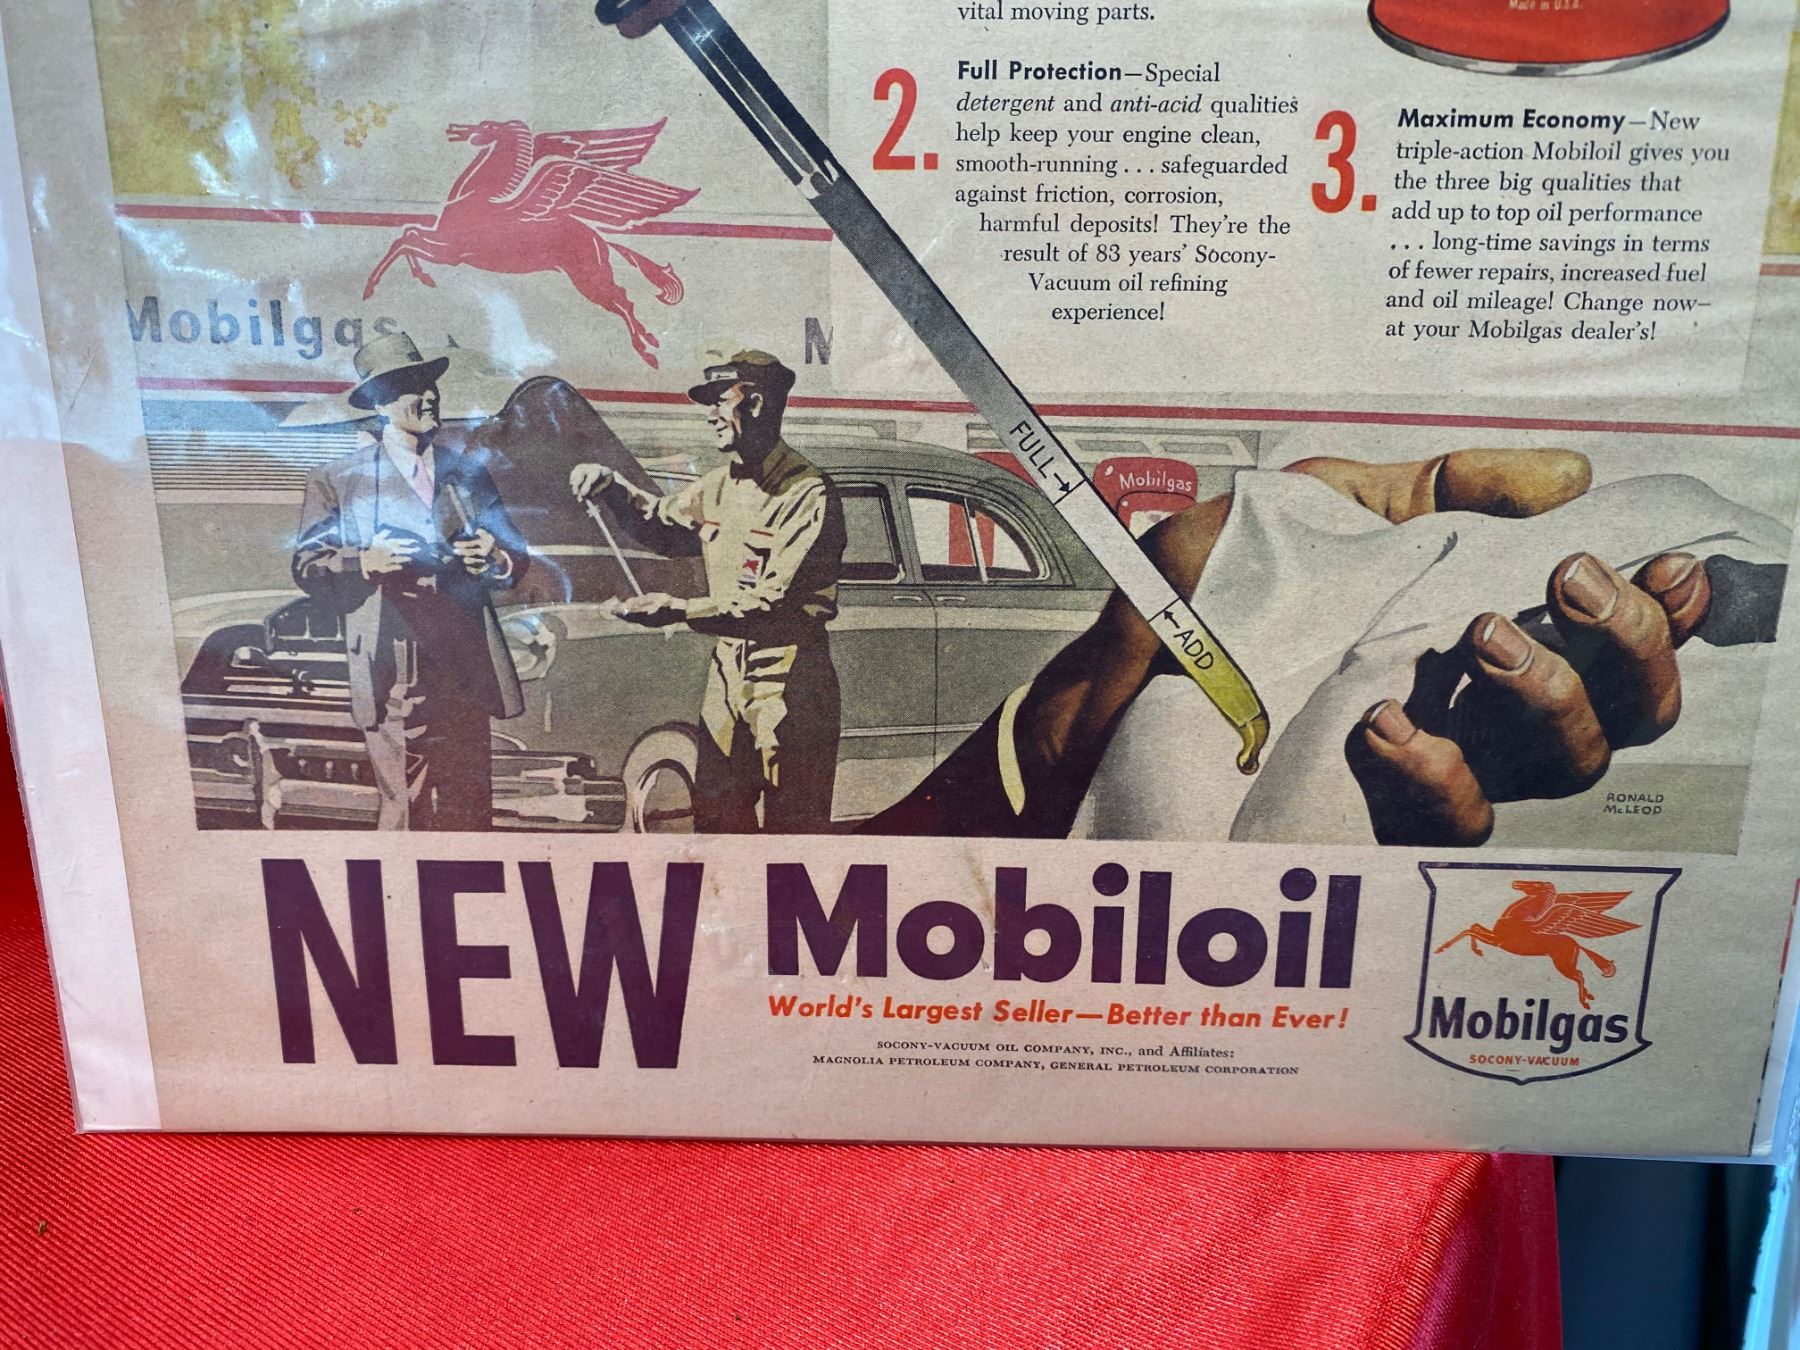 vital moving parts.
Made in U.S.A.
2. Full Protection—Special
detergent and anti-acid qualities
help keep your engine clean,
smooth-running . . . safeguarded
against friction, corrosion,
harmful deposits! They're the
result of 83 years' Socony-
Vacuum oil refining
experience!
3. Maximum Economy—New
triple-action Mobiloil gives you
the three big qualities that
add up to top oil performance
. . . long-time savings in terms
of fewer repairs, increased fuel
and oil mileage! Change now—
at your Mobilgas dealer's!
Mobilgas
M
FULL→
Mobilgas
←ADD
RONALD
McLEOD
NEW Mobiloil
World's Largest Seller—Better than Ever!
SOCONY-VACUUM OIL COMPANY, INC., and Affiliates:
MAGNOLIA PETROLEUM COMPANY, GENERAL PETROLEUM CORPORATION
Mobilgas
SOCONY-VACUUM